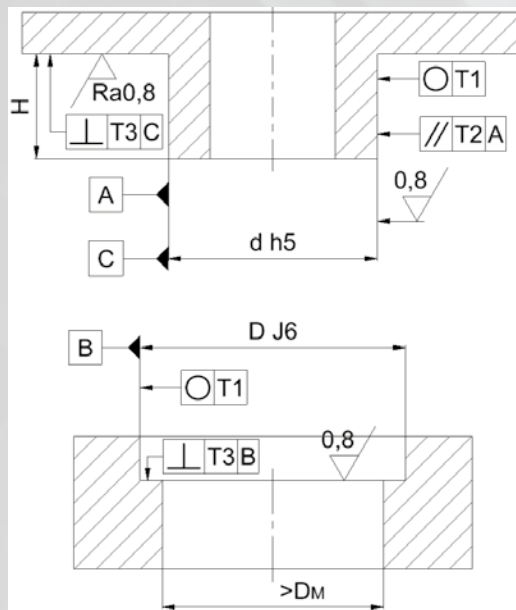 H
Ra0,8
○ T1
⊥ T3 C
// T2 A
A
0,8
C
d h5
D J6
B
○ T1
⊥ T3 B
0,8
>DM